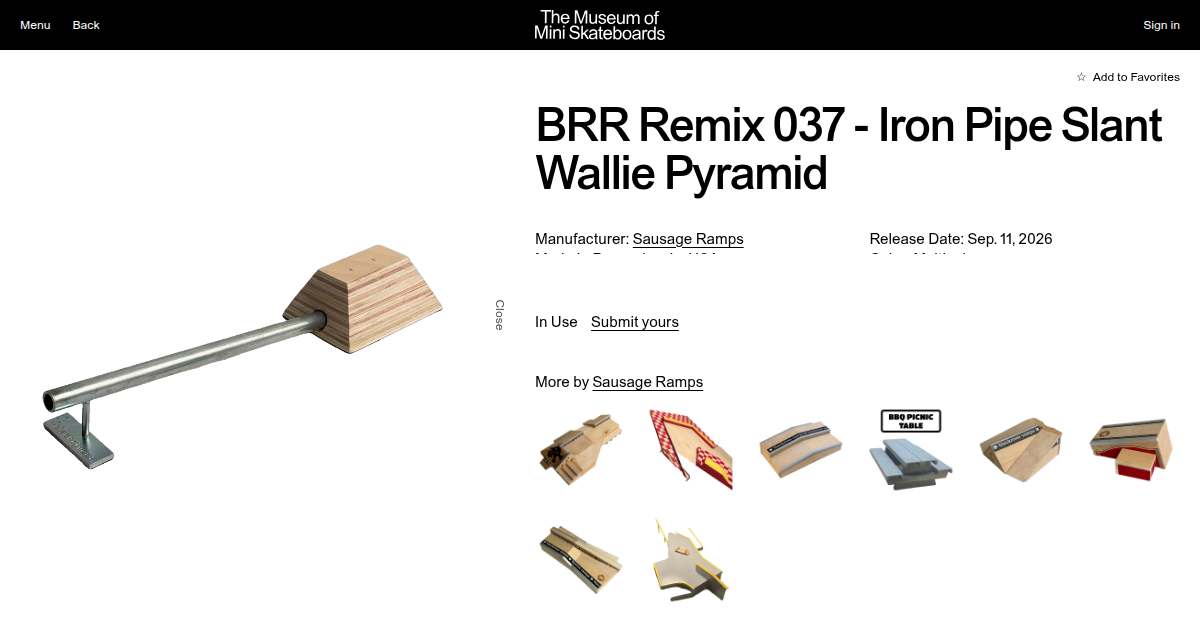 Menu
Back
The Museum of
Mini Skateboards
Sign in
☆ Add to Favorites
BRR Remix 037 - Iron Pipe Slant
Wallie Pyramid
Manufacturer: Sausage Ramps
Release Date: Sep. 11, 2026
Close
In Use
Submit yours
More by Sausage Ramps
BBQ PICNIC
TABLE